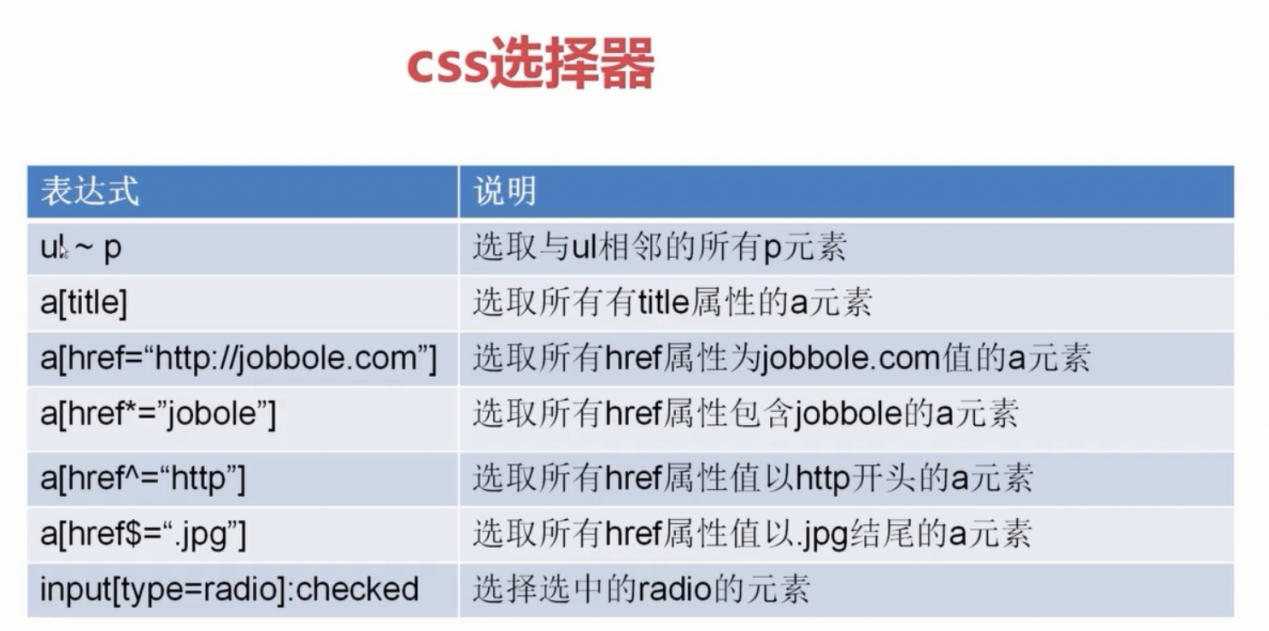 css选择器
表达式 说明
ul ~ p 选取与ul相邻的所有p元素
a[title] 选取所有有title属性的a元素
a[href=“http://jobbole.com”] 选取所有href属性为jobbole.com值的a元素
a[href*=”jobole”] 选取所有href属性包含jobbole的a元素
a[href^=“http”] 选取所有href属性值以http开头的a元素
a[href$=“.jpg”] 选取所有href属性值以.jpg结尾的a元素
input[type=radio]:checked 选择选中的radio的元素